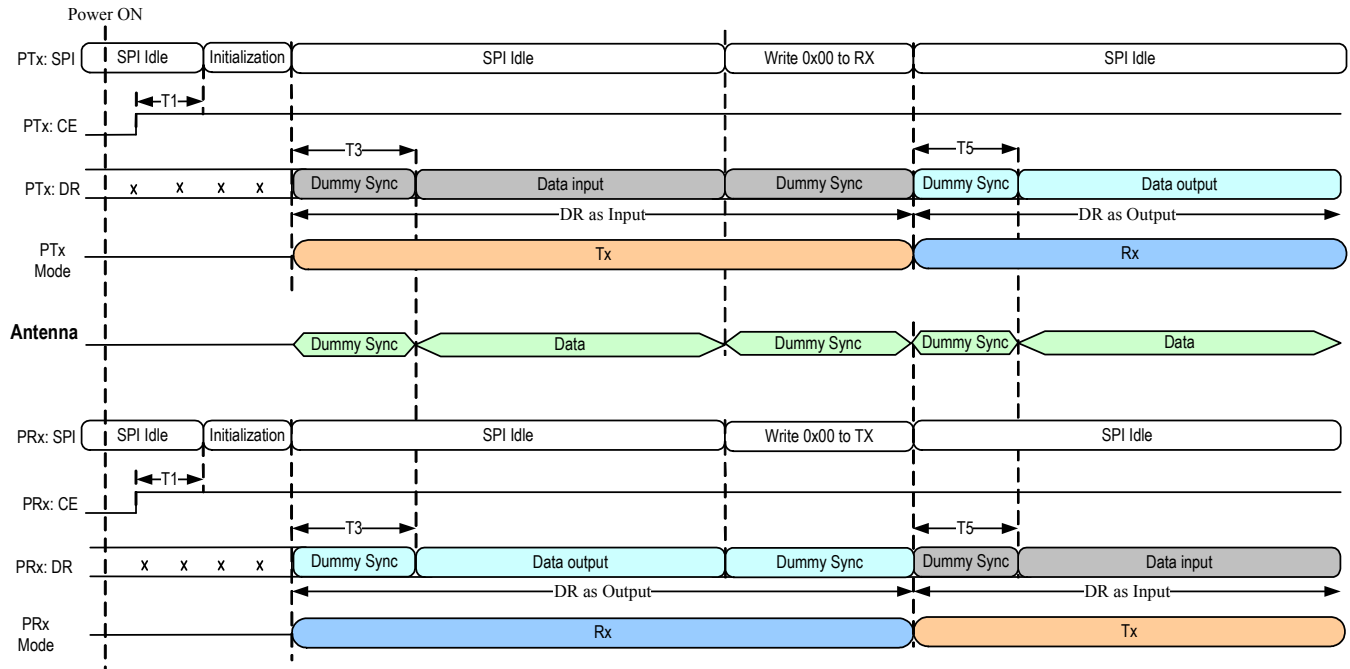 Power ON
PTx: SPI SPI Idle Initialization SPI Idle Write 0x00 to RX SPI Idle
T1
PTx: CE
T3 T5
PTx: DR x x x x Dummy Sync Data input Dummy Sync Dummy Sync Data output
DR as Input DR as Output
PTx
Mode
Tx Rx
Antenna Dummy Sync Data Dummy Sync Dummy Sync Data
PRx: SPI SPI Idle Initialization SPI Idle Write 0x00 to TX SPI Idle
T1
PRx: CE
T3 T5
PRx: DR x x x x Dummy Sync Data output Dummy Sync Dummy Sync Data input
DR as Output DR as Input
PRx
Mode
Rx Tx